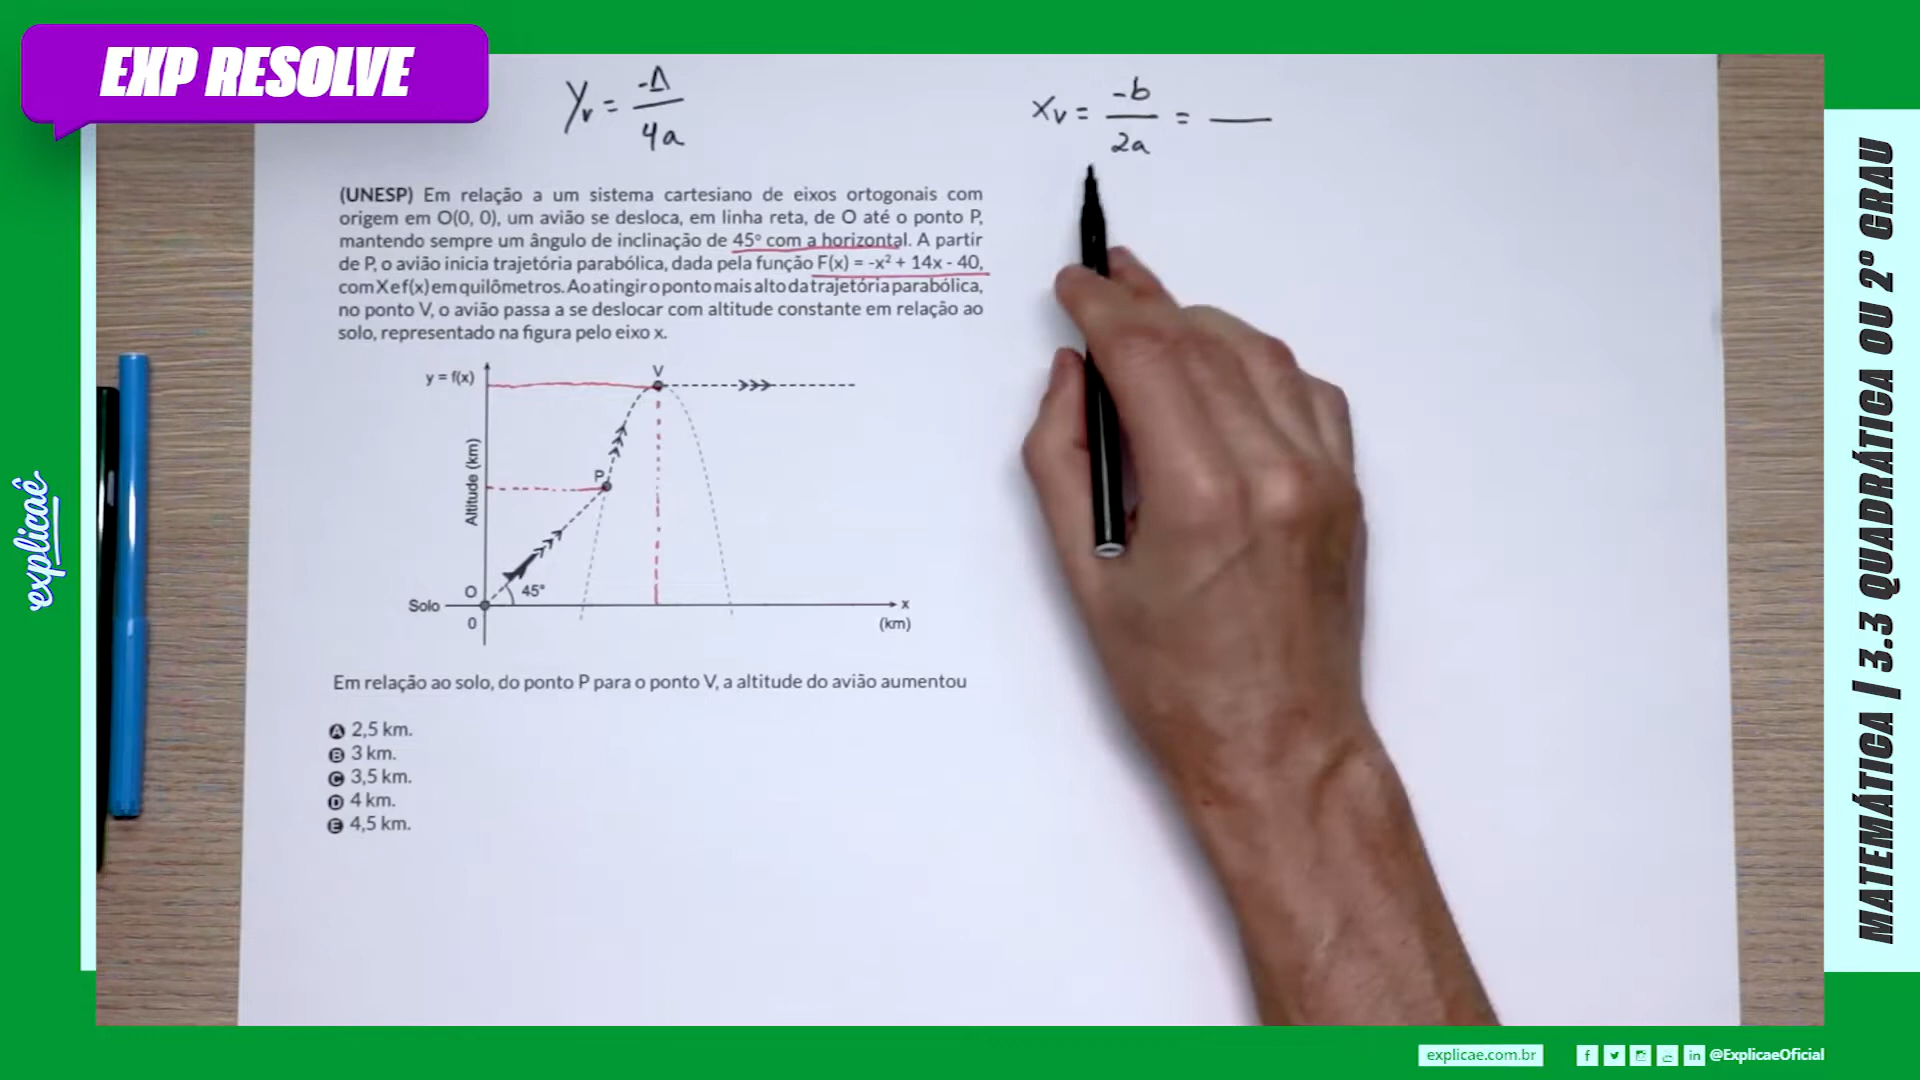 EXP RESOLVE
yv = -Δ/4a
xv = -b/2a = —
(UNESP) Em relação a um sistema cartesiano de eixos ortogonais com
origem em O(0, 0), um avião se desloca, em linha reta, de O até o ponto P,
mantendo sempre um ângulo de inclinação de 45° com a horizontal. A partir
de P, o avião inicia trajetória parabólica, dada pela função F(x) = -x² + 14x - 40,
com X e f(x) em quilômetros. Ao atingir o ponto mais alto da trajetória parabólica,
no ponto V, o avião passa a se deslocar com altitude constante em relação ao
solo, representado na figura pelo eixo x.
y = f(x)
V
Altitude (km)
P
O
45°
Solo
x
0
(km)
Em relação ao solo, do ponto P para o ponto V, a altitude do avião aumentou
A 2,5 km.
B 3 km.
C 3,5 km.
D 4 km.
E 4,5 km.
explicaê
MATEMÁTICA | 3.3 QUADRÁTICA OU 2° GRAU
explicae.com.br
@ExplicaeOficial